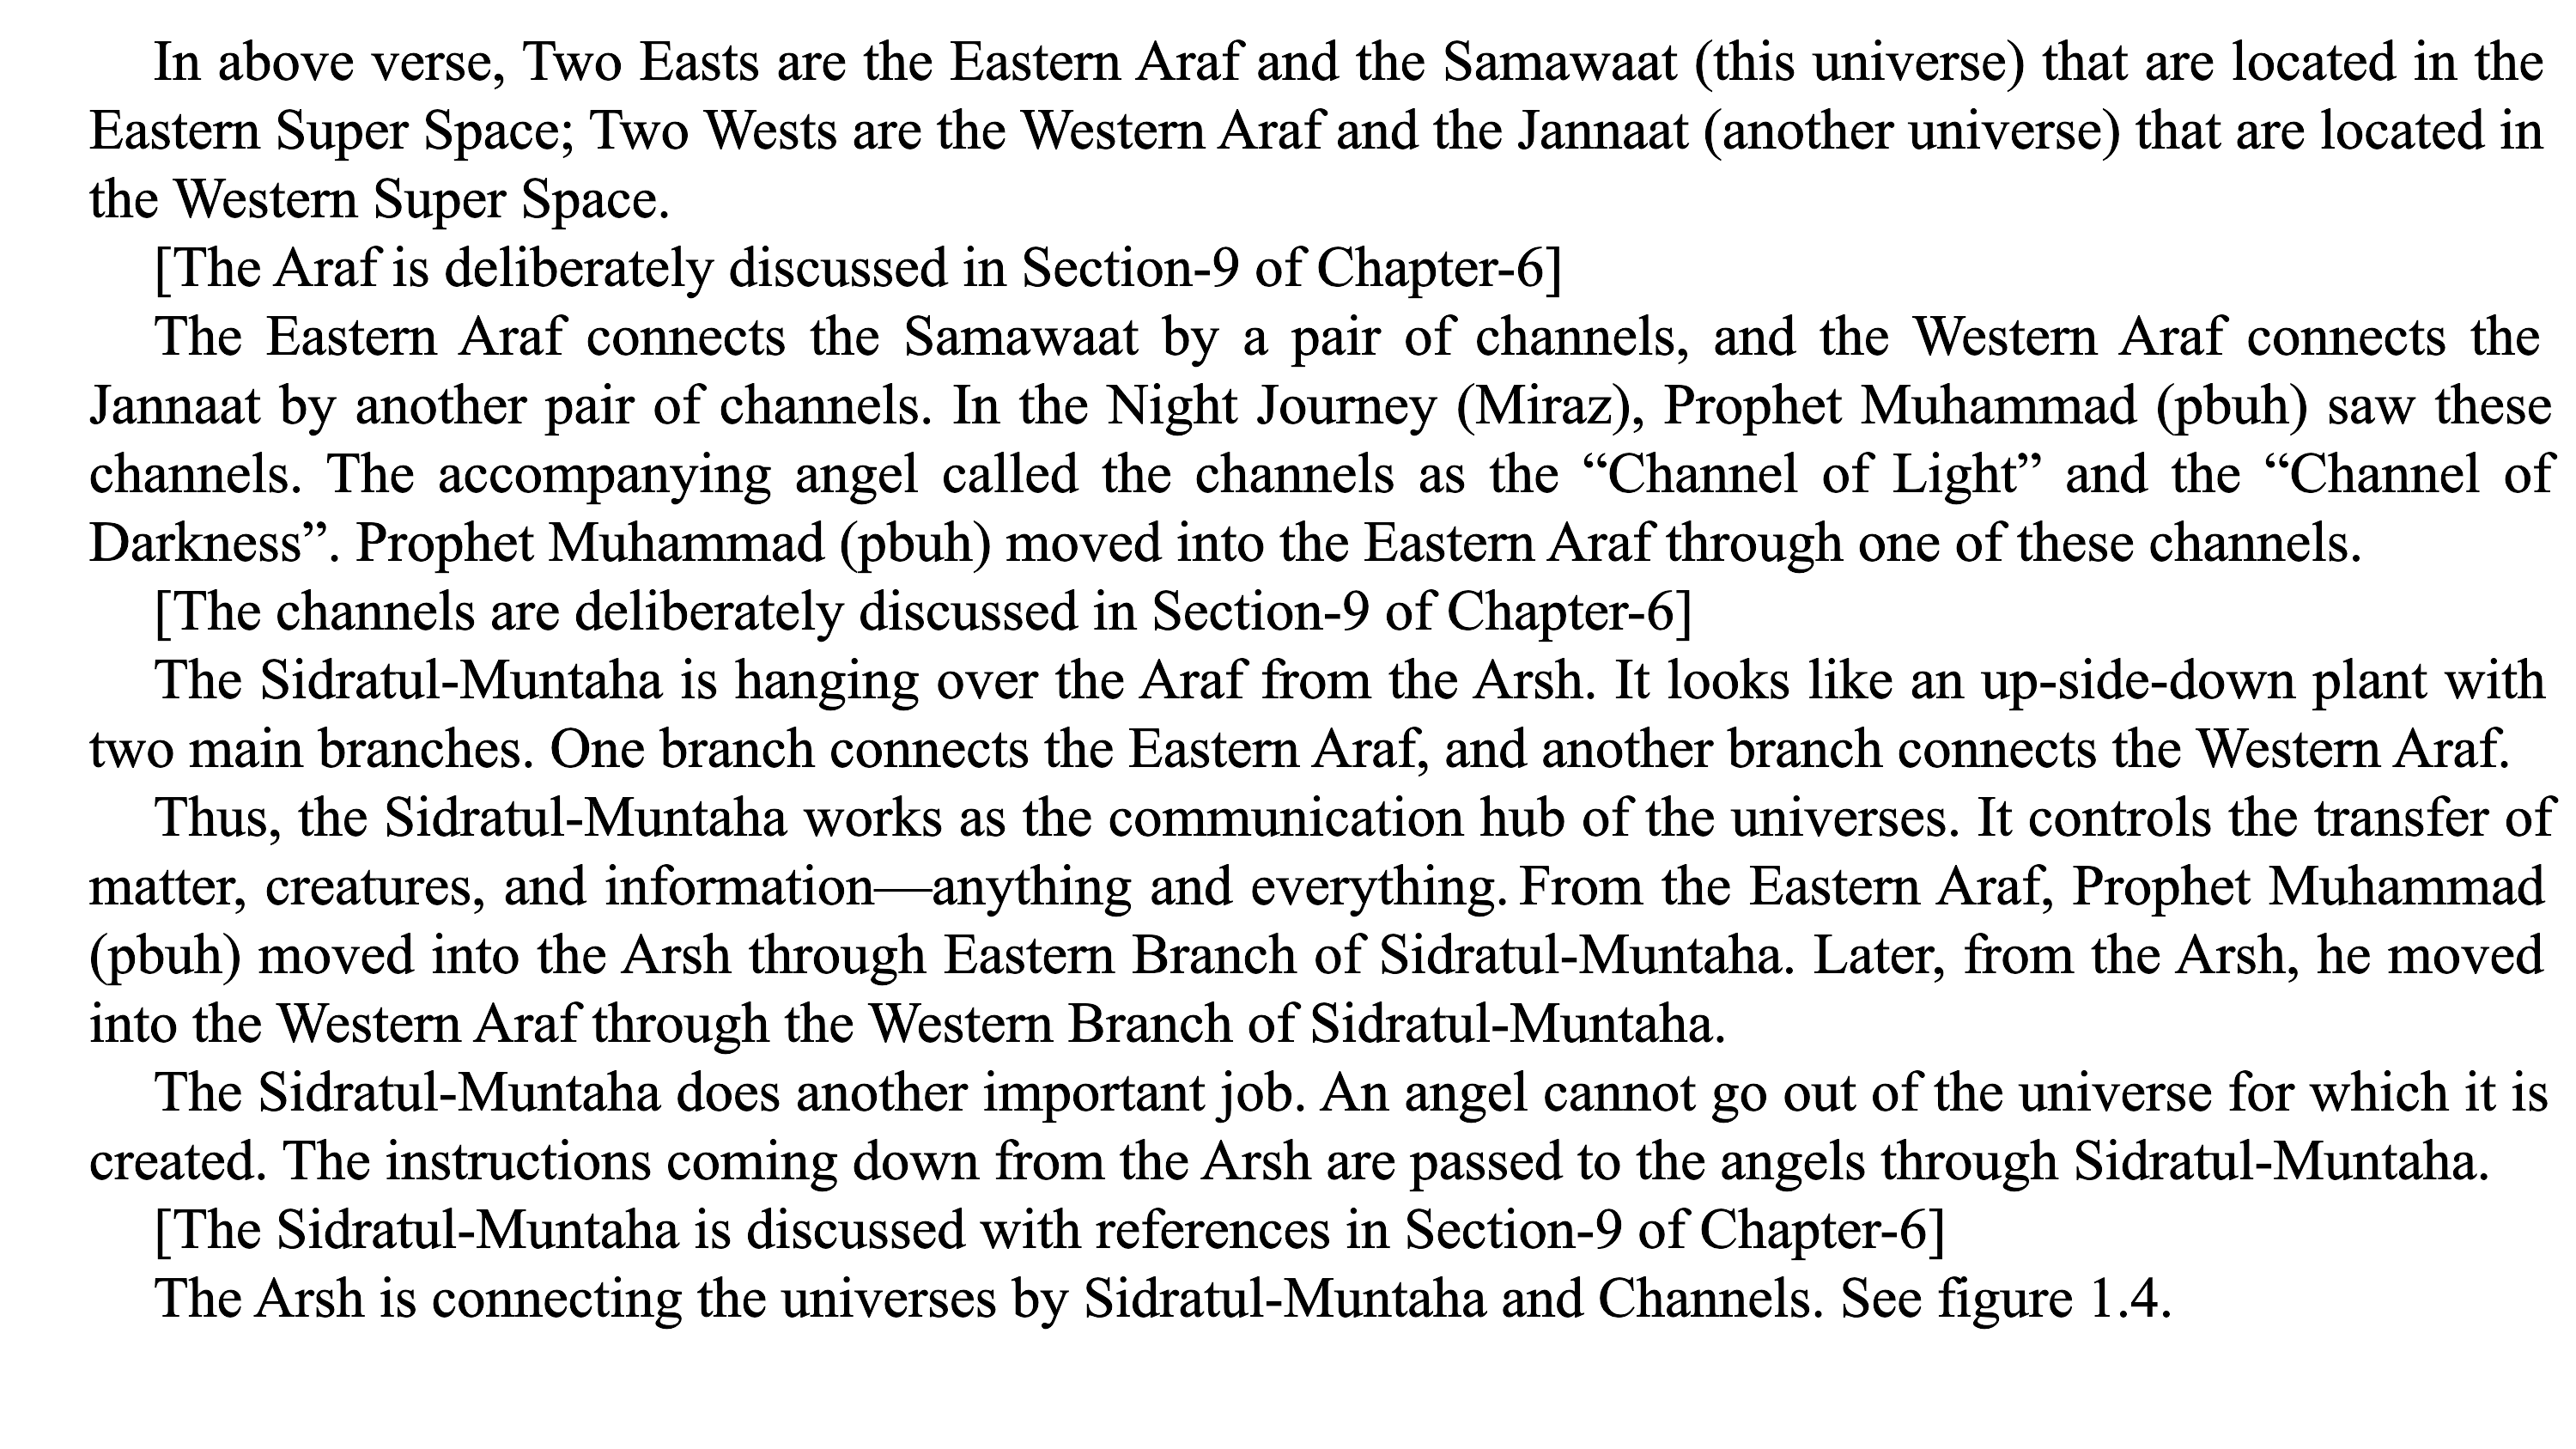 In above verse, Two Easts are the Eastern Araf and the Samawaat (this universe) that are located in the
Eastern Super Space; Two Wests are the Western Araf and the Jannaat (another universe) that are located in
the Western Super Space.
[The Araf is deliberately discussed in Section-9 of Chapter-6]
The Eastern Araf connects the Samawaat by a pair of channels, and the Western Araf connects the
Jannaat by another pair of channels. In the Night Journey (Miraz), Prophet Muhammad (pbuh) saw these
channels. The accompanying angel called the channels as the “Channel of Light” and the “Channel of
Darkness”. Prophet Muhammad (pbuh) moved into the Eastern Araf through one of these channels.
[The channels are deliberately discussed in Section-9 of Chapter-6]
The Sidratul-Muntaha is hanging over the Araf from the Arsh. It looks like an up-side-down plant with
two main branches. One branch connects the Eastern Araf, and another branch connects the Western Araf.
Thus, the Sidratul-Muntaha works as the communication hub of the universes. It controls the transfer of
matter, creatures, and information—anything and everything. From the Eastern Araf, Prophet Muhammad
(pbuh) moved into the Arsh through Eastern Branch of Sidratul-Muntaha. Later, from the Arsh, he moved
into the Western Araf through the Western Branch of Sidratul-Muntaha.
The Sidratul-Muntaha does another important job. An angel cannot go out of the universe for which it is
created. The instructions coming down from the Arsh are passed to the angels through Sidratul-Muntaha.
[The Sidratul-Muntaha is discussed with references in Section-9 of Chapter-6]
The Arsh is connecting the universes by Sidratul-Muntaha and Channels. See figure 1.4.